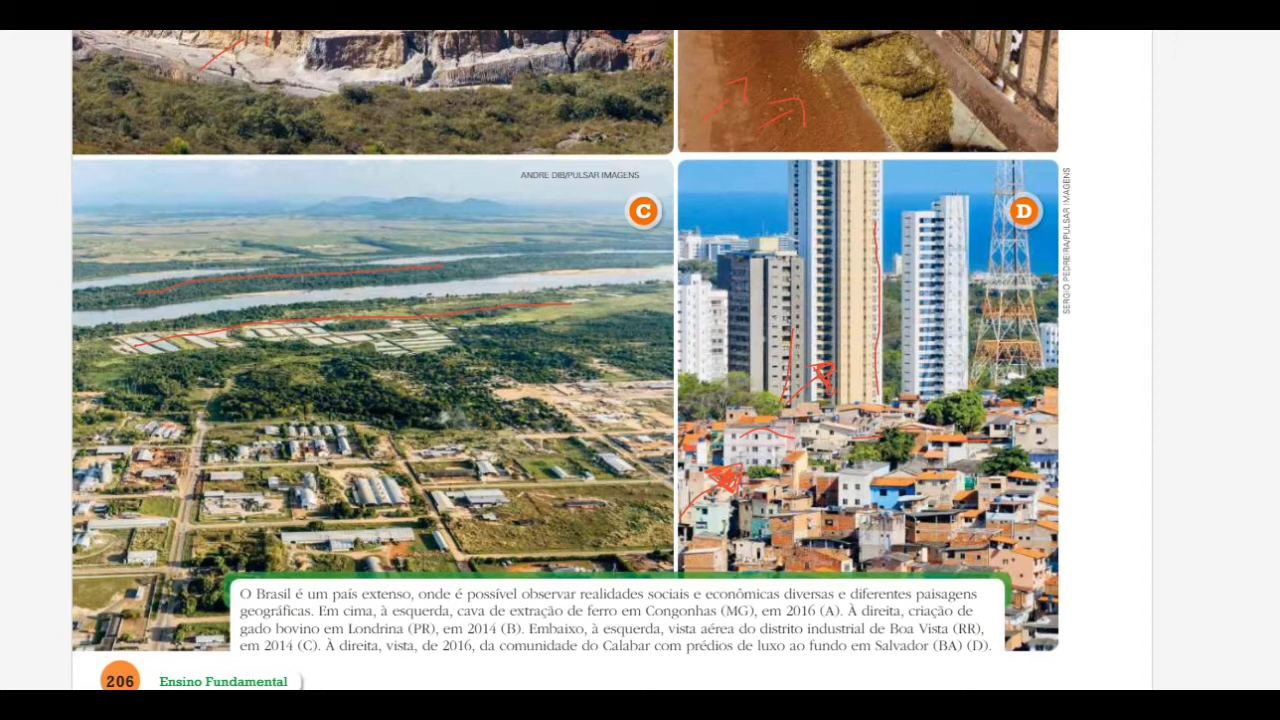 ANDRE DIB/PULSAR IMAGENS
C
D
SERGIO PEDREIRA/PULSAR IMAGENS
O Brasil é um país extenso, onde é possível observar realidades sociais e econômicas diversas e diferentes paisagens
geográficas. Em cima, à esquerda, cava de extração de ferro em Congonhas (MG), em 2016 (A). À direita, criação de
gado bovino em Londrina (PR), em 2014 (B). Embaixo, à esquerda, vista aérea do distrito industrial de Boa Vista (RR),
em 2014 (C). À direita, vista, de 2016, da comunidade do Calabar com prédios de luxo ao fundo em Salvador (BA) (D).
206 Ensino Fundamental